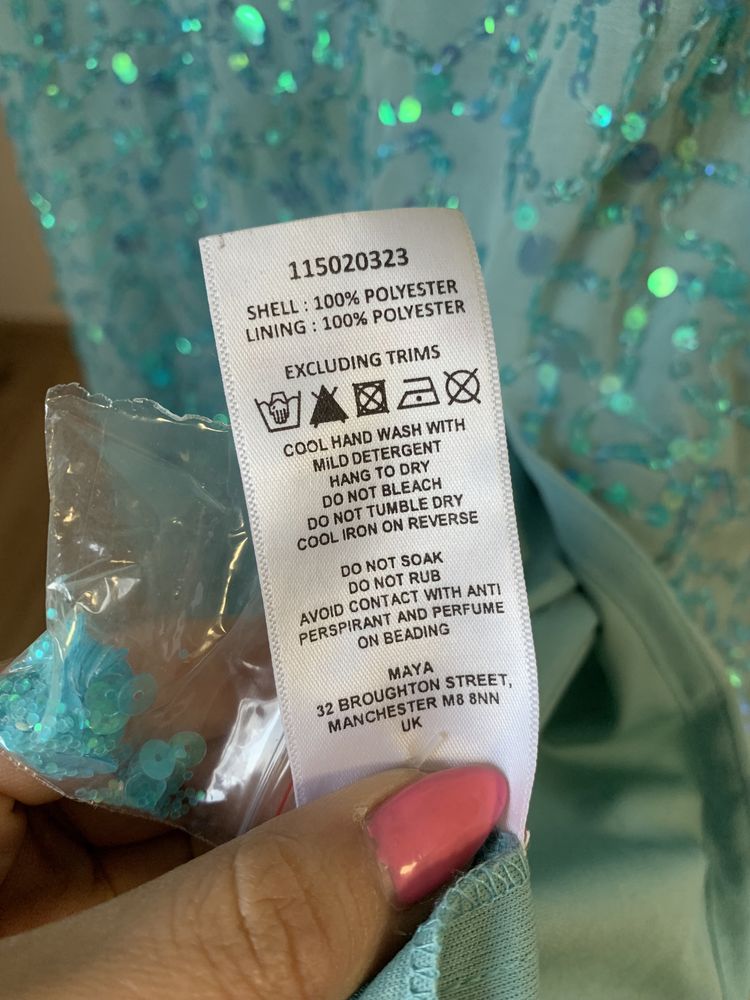 115020323
SHELL : 100% POLYESTER
LINING : 100% POLYESTER
EXCLUDING TRIMS
COOL HAND WASH WITH
MILD DETERGENT
HANG TO DRY
DO NOT BLEACH
DO NOT TUMBLE DRY
COOL IRON ON REVERSE
DO NOT SOAK
DO NOT RUB
AVOID CONTACT WITH ANTI
PERSPIRANT AND PERFUME
ON BEADING
MAYA
32 BROUGHTON STREET,
MANCHESTER M8 8NN
UK